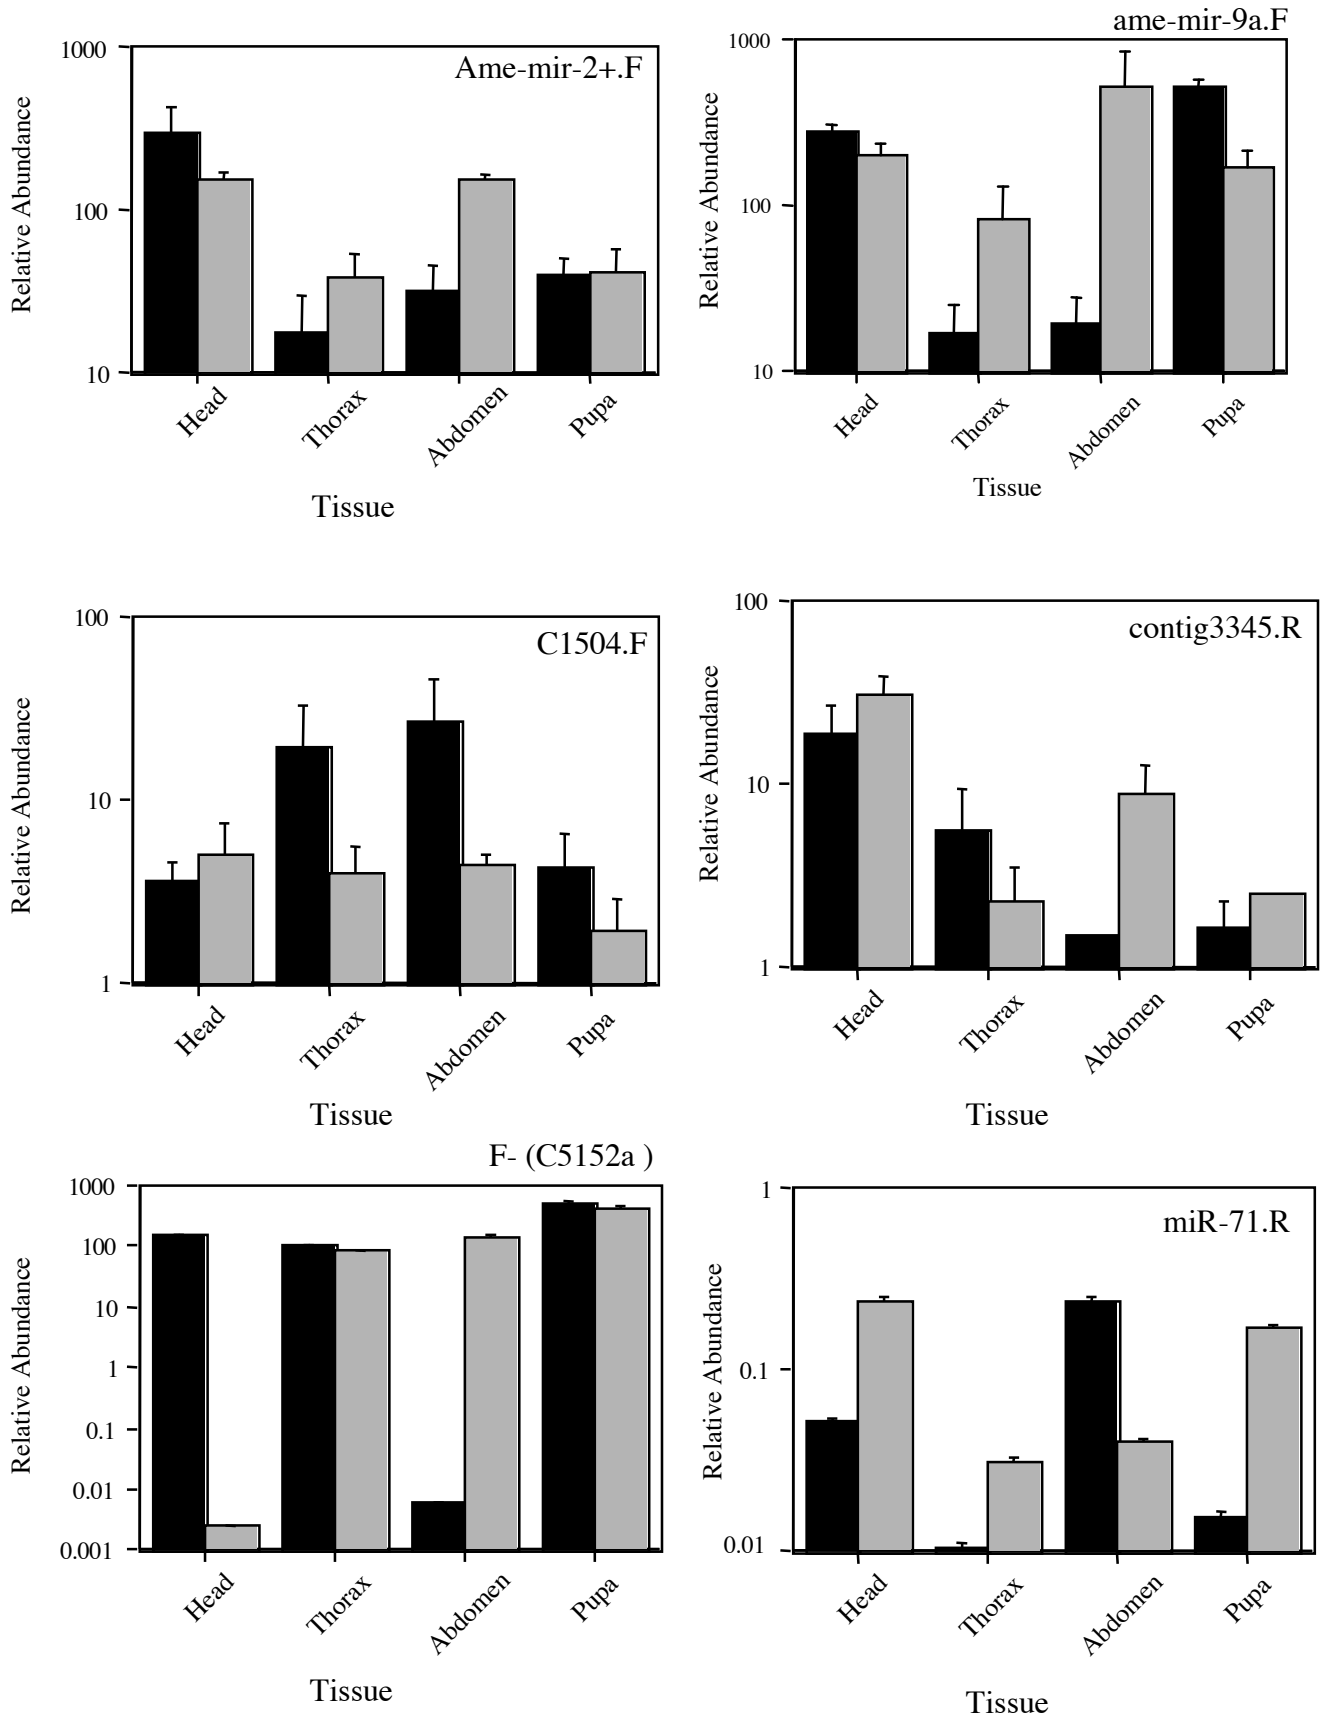 ame-mir-9a.F
1000
100
10
Relative Abundance
Ame-mir-2+.F
Head
Thorax
Abdomen
Pupa
Tissue
1000
100
10
Relative Abundance
Head
Thorax
Abdomen
Pupa
Tissue
100
10
1
Relative Abundance
C1504.F
Head
Thorax
Abdomen
Pupa
Tissue
100
10
1
Relative Abundance
contig3345.R
Head
Thorax
Abdomen
Pupa
Tissue
F- (C5152a )
1000
100
10
1
0.1
0.01
0.001
Relative Abundance
Head
Thorax
Abdomen
Pupa
Tissue
1
0.1
0.01
Relative Abundance
miR-71.R
Head
Thorax
Abdomen
Pupa
Tissue